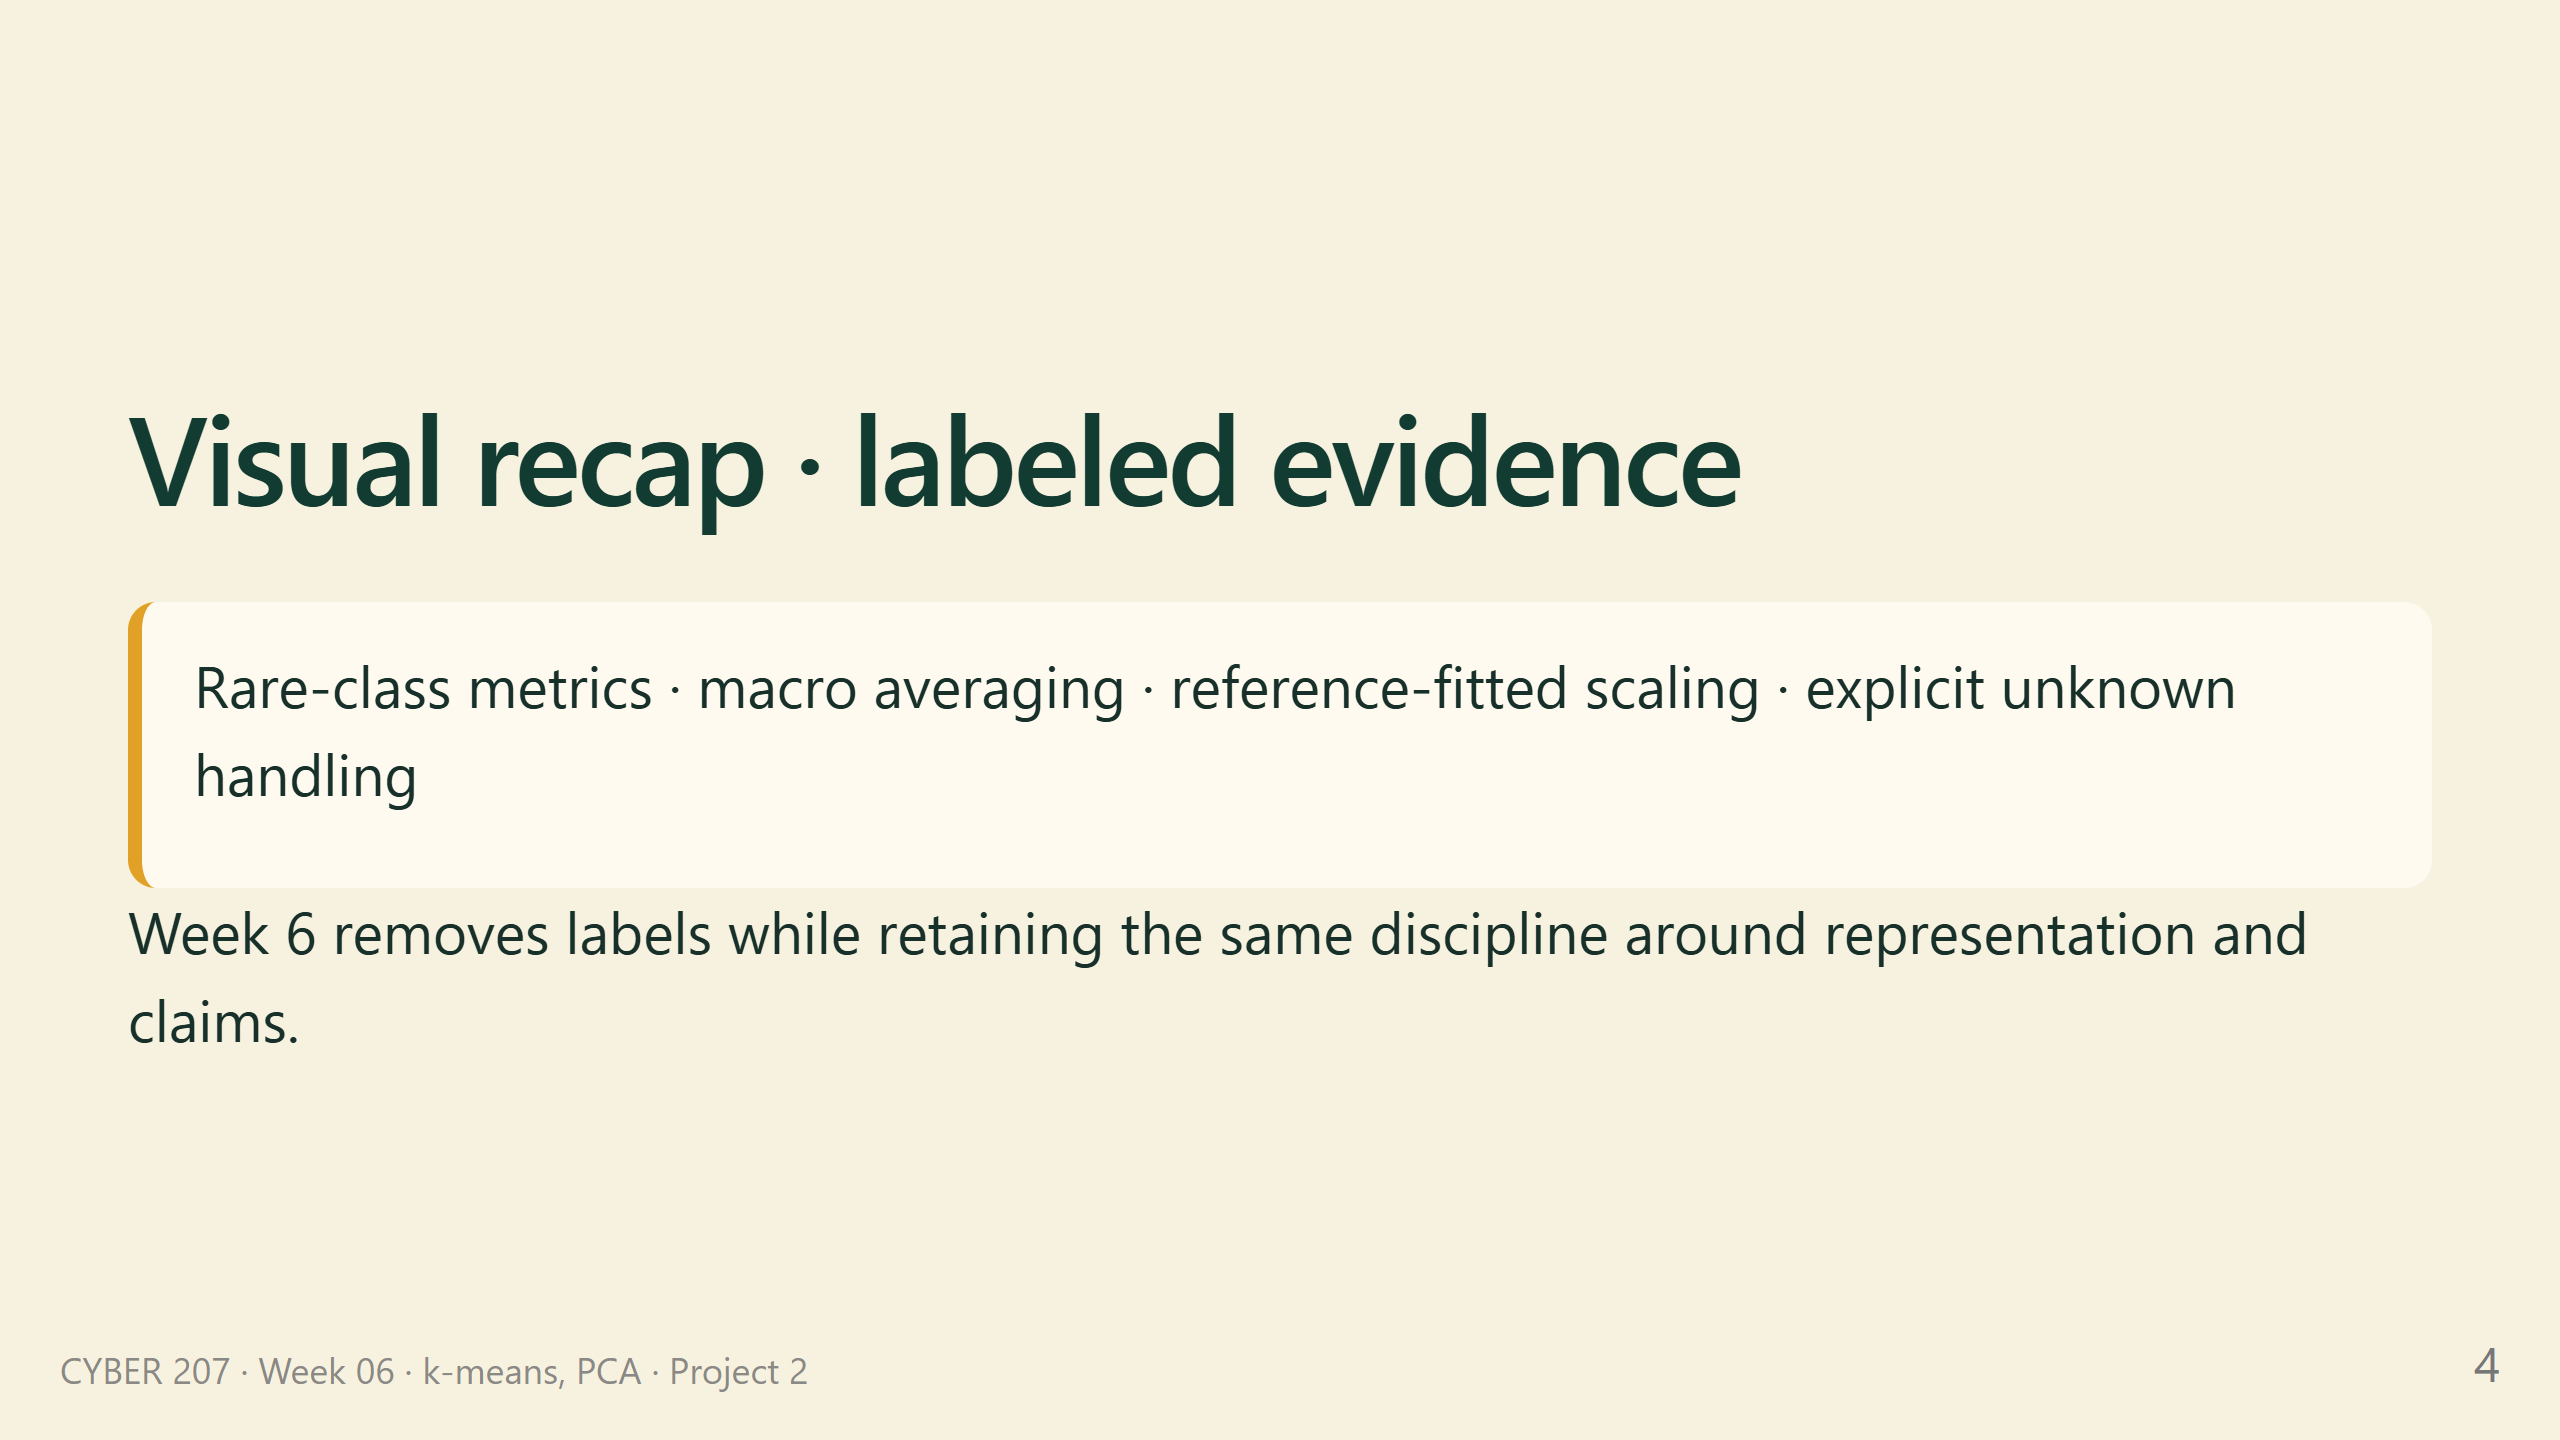 Visual recap · labeled evidence
Rare-class metrics · macro averaging · reference-fitted scaling · explicit unknown
handling
Week 6 removes labels while retaining the same discipline around representation and
claims.
CYBER 207 · Week 06 · k-means, PCA · Project 2
4